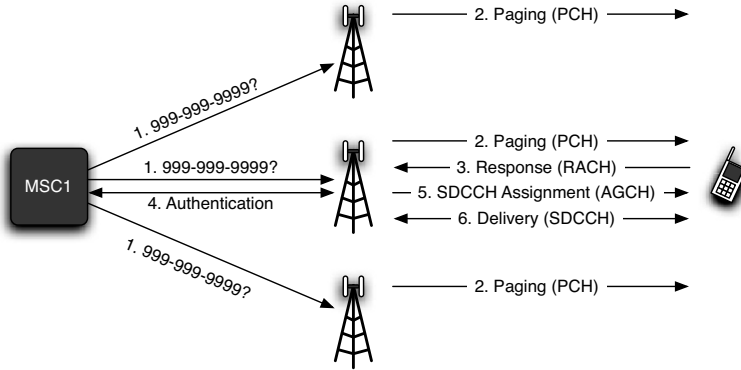 2. Paging (PCH)
1. 999-999-9999?
2. Paging (PCH)
1. 999-999-9999?
3. Response (RACH)
MSC1
5. SDCCH Assignment (AGCH)
4. Authentication
6. Delivery (SDCCH)
1. 999-999-9999?
2. Paging (PCH)